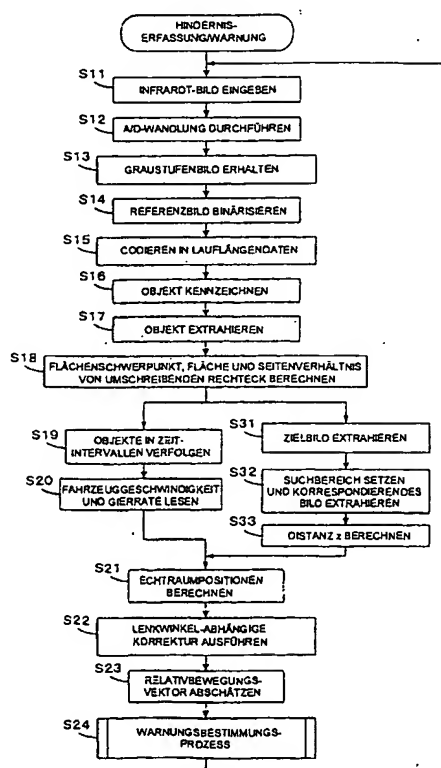 HINDERNIS-
ERFASSUNG/WARNUNG
S11
INFRAROT-BILD EINGEBEN
S12
A/D-WANDLUNG DURCHFÜHREN
S13
GRAUSTUFENBILD ERHALTEN
S14
REFERENZBILD BINÄRISIEREN
S15
CODIEREN IN LAUFLÄNGENDATEN
S16
OBJEKT KENNZEICHNEN
S17
OBJEKT EXTRAHIEREN
S18
FLÄCHENSCHWERPUNKT, FLÄCHE UND SEITENVERHÄLTNIS
VON UMSCHREIBENDEN RECHTECK BERECHNEN
S19
OBJEKTE IN ZEIT-
INTERVALLEN VERFOLGEN
S20
FAHRZEUGGESCHWINDIGKEIT
UND GIERRATE LESEN
S31
ZIELBILD EXTRAHIEREN
S32
SUCHBEREICH SETZEN
UND KORRESPONDIERENDES
BILD EXTRAHIEREN
S33
DISTANZ z BERECHNEN
S21
ECHTRAUMPOSITIONEN
BERECHNEN
S22
LENKWINKEL-ABHÄNGIGE
KORREKTUR AUSFÜHREN
S23
RELATIVBEWEGUNGS-
VEKTOR ABSCHÄTZEN
S24
WARNUNGSBESTIMMUNGS-
PROZESS